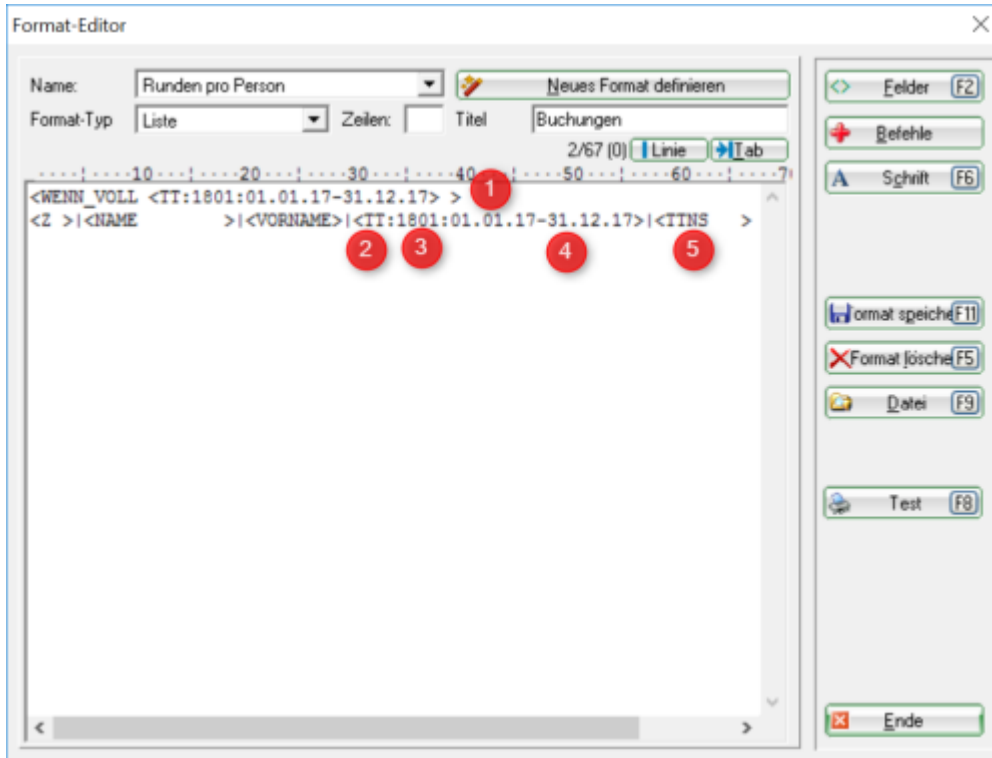 Format-Editor
Name: Runden pro Person Neues Format definieren
Format-Typ Liste Zeilen: Titel Buchungen
2/67 (0) Linie Tab
....¦....10...¦....20...¦....30...¦....40...¦....50...¦....60...¦....7
<WENN_VOLL <TT:1801:01.01.17-31.12.17> >
1
<Z >|<NAME >|<VORNAME>|<TT:1801:01.01.17-31.12.17>|<TTNS >
2 3 4 5
Felder F2
Befehle
A Schrift F6
ormat speiche F11
Format lösche F5
Datei F9
Test F8
Ende